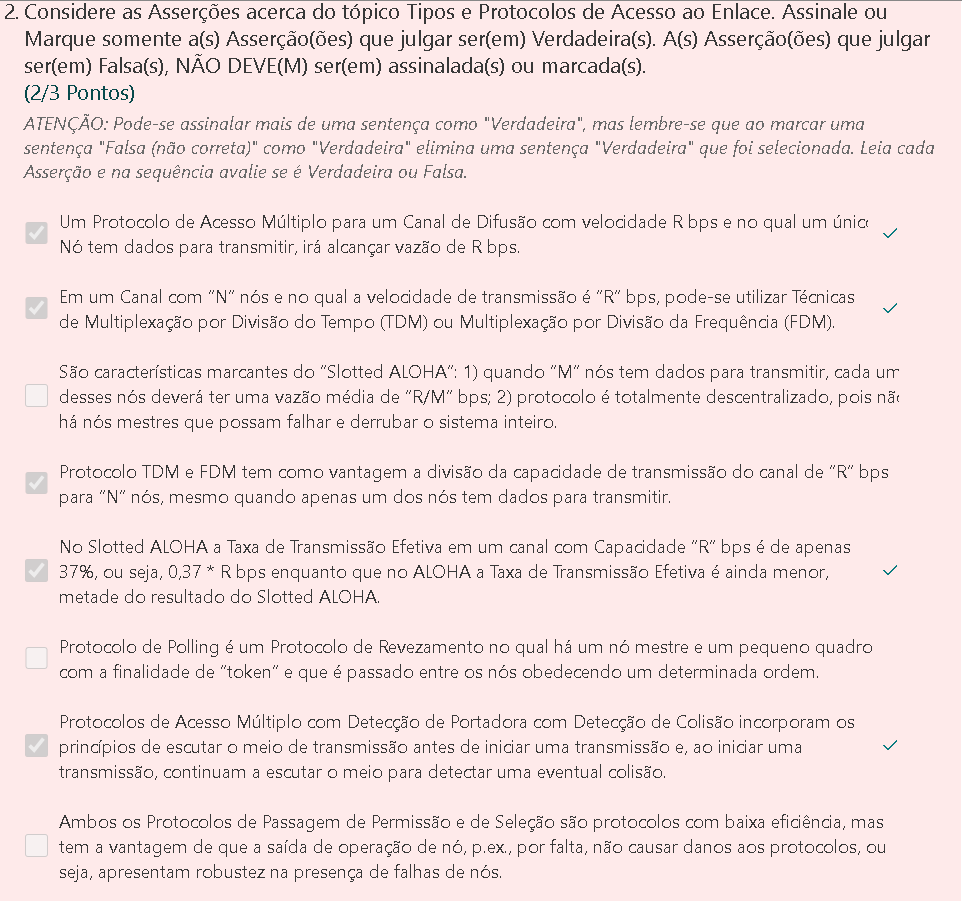 2. Considere as Asserções acerca do tópico Tipos e Protocolos de Acesso ao Enlace. Assinale ou
Marque somente a(s) Asserção(ões) que julgar ser(em) Verdadeira(s). A(s) Asserção(ões) que julgar
ser(em) Falsa(s), NÃO DEVE(M) ser(em) assinalada(s) ou marcada(s).
(2/3 Pontos)
ATENÇÃO: Pode-se assinalar mais de uma sentença como "Verdadeira", mas lembre-se que ao marcar uma
sentença "Falsa (não correta)" como "Verdadeira" elimina uma sentença "Verdadeira" que foi selecionada. Leia cada
Asserção e na sequência avalie se é Verdadeira ou Falsa.
Um Protocolo de Acesso Múltiplo para um Canal de Difusão com velocidade R bps e no qual um únic
Nó tem dados para transmitir, irá alcançar vazão de R bps.
Em um Canal com “N” nós e no qual a velocidade de transmissão é “R” bps, pode-se utilizar Técnicas
de Multiplexação por Divisão do Tempo (TDM) ou Multiplexação por Divisão da Frequência (FDM).
São características marcantes do “Slotted ALOHA”: 1) quando “M” nós tem dados para transmitir, cada um
desses nós deverá ter uma vazão média de “R/M” bps; 2) protocolo é totalmente descentralizado, pois nã
há nós mestres que possam falhar e derrubar o sistema inteiro.
Protocolo TDM e FDM tem como vantagem a divisão da capacidade de transmissão do canal de “R” bps
para “N” nós, mesmo quando apenas um dos nós tem dados para transmitir.
No Slotted ALOHA a Taxa de Transmissão Efetiva em um canal com Capacidade “R” bps é de apenas
37%, ou seja, 0,37 * R bps enquanto que no ALOHA a Taxa de Transmissão Efetiva é ainda menor,
metade do resultado do Slotted ALOHA.
Protocolo de Polling é um Protocolo de Revezamento no qual há um nó mestre e um pequeno quadro
com a finalidade de “token” e que é passado entre os nós obedecendo um determinada ordem.
Protocolos de Acesso Múltiplo com Detecção de Portadora com Detecção de Colisão incorporam os
princípios de escutar o meio de transmissão antes de iniciar uma transmissão e, ao iniciar uma
transmissão, continuam a escutar o meio para detectar uma eventual colisão.
Ambos os Protocolos de Passagem de Permissão e de Seleção são protocolos com baixa eficiência, mas
tem a vantagem de que a saída de operação de nó, p.ex., por falta, não causar danos aos protocolos, ou
seja, apresentam robustez na presença de falhas de nós.